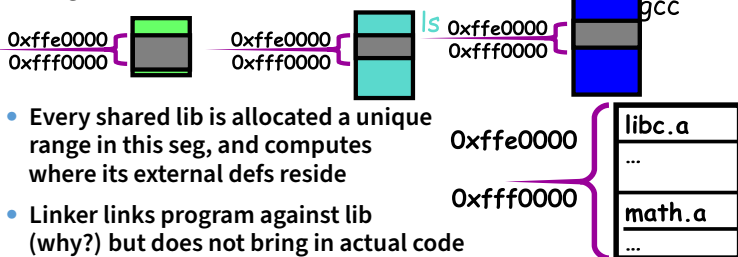 gcc
ls
0xffe0000
0xfff0000
0xffe0000
0xfff0000
0xffe0000
0xfff0000
• Every shared lib is allocated a unique
range in this seg, and computes
where its external defs reside
• Linker links program against lib
(why?) but does not bring in actual code
0xffe0000
0xfff0000
libc.a
...
math.a
...